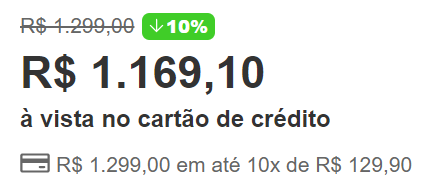 R$ 1.299,00 ↓10%
R$ 1.169,10
à vista no cartão de crédito
R$ 1.299,00 em até 10x de R$ 129,90